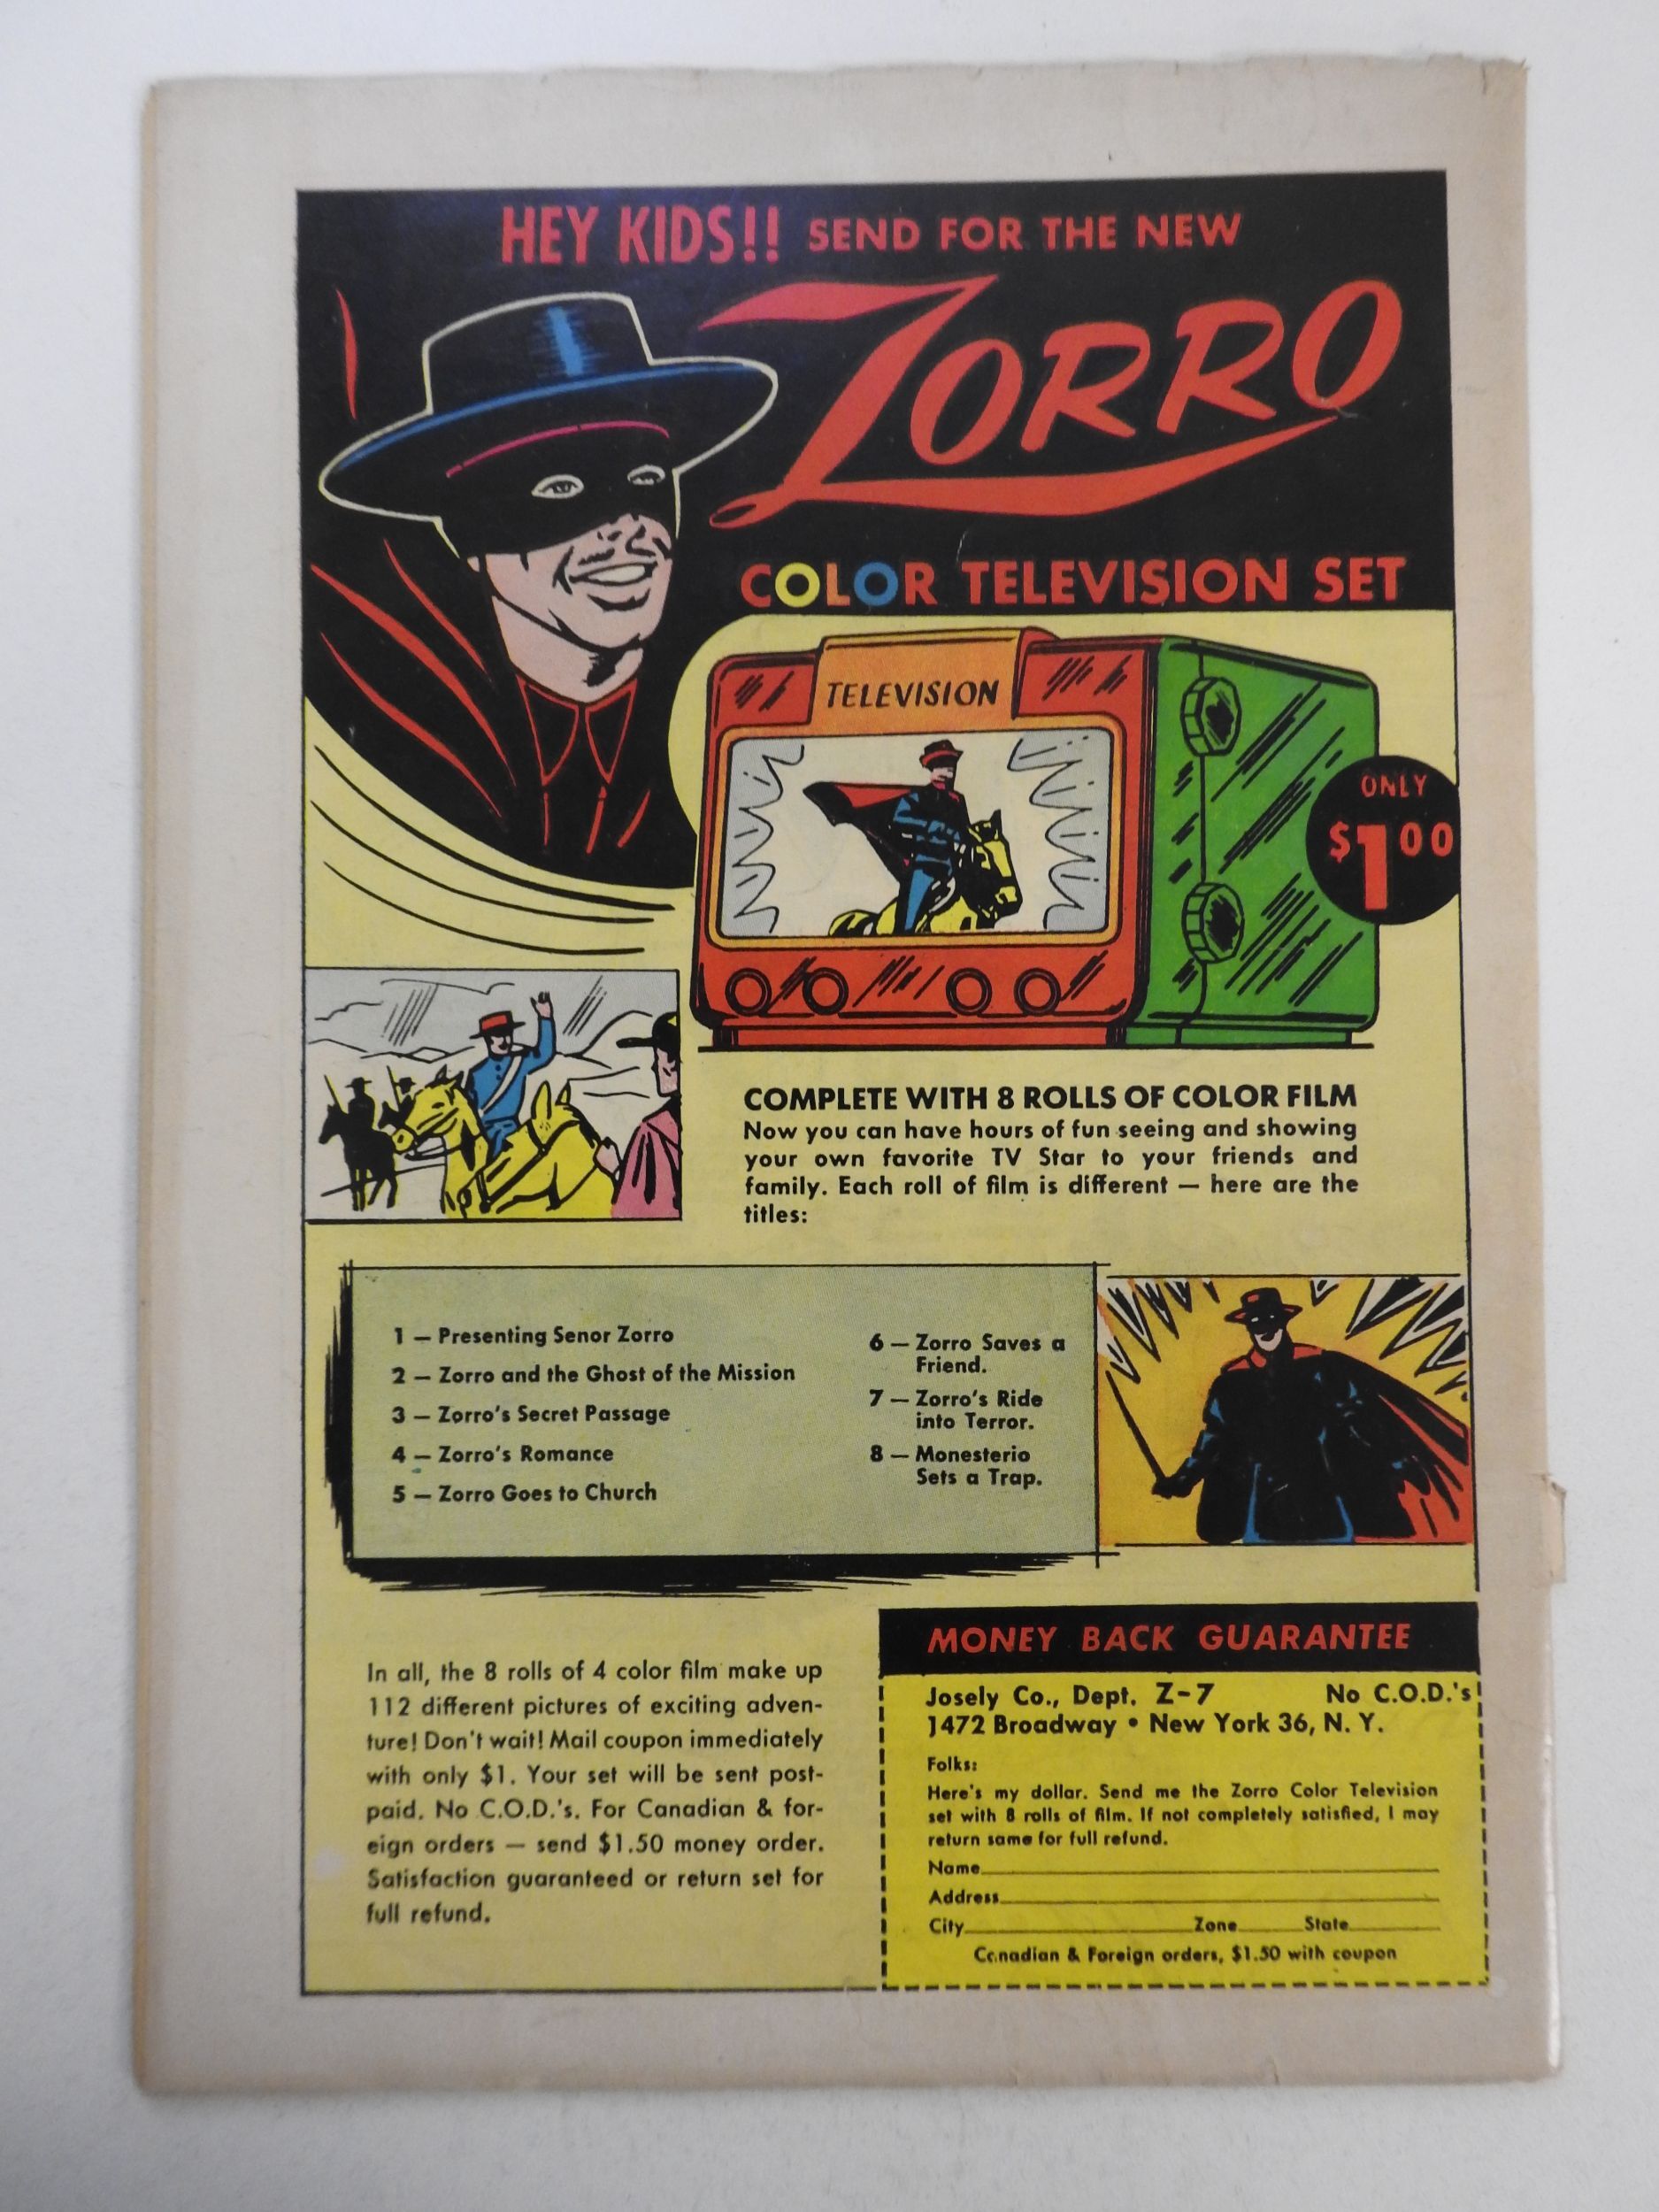 HEY KIDS!! SEND FOR THE NEW
ZORRO
COLOR TELEVISION SET
TELEVISION
ONLY
$1.00
COMPLETE WITH 8 ROLLS OF COLOR FILM
Now you can have hours of fun seeing and showing
your own favorite TV Star to your friends and
family. Each roll of film is different — here are the
titles:
1 — Presenting Senor Zorro
2 — Zorro and the Ghost of the Mission
3 — Zorro's Secret Passage
4 — Zorro's Romance
5 — Zorro Goes to Church
6 — Zorro Saves a
Friend.
7 — Zorro's Ride
into Terror.
8 — Monesterio
Sets a Trap.
In all, the 8 rolls of 4 color film make up
112 different pictures of exciting adven-
ture! Don't wait! Mail coupon immediately
with only $1. Your set will be sent post-
paid. No C.O.D.'s. For Canadian & for-
eign orders — send $1.50 money order.
Satisfaction guaranteed or return set for
full refund.
MONEY BACK GUARANTEE
Josely Co., Dept. Z-7 No C.O.D.'s
1472 Broadway • New York 36, N. Y.
Folks:
Here's my dollar. Send me the Zorro Color Television
set with 8 rolls of film. If not completely satisfied, I may
return same for full refund.
Name
Address
City Zone State
Canadian & Foreign orders, $1.50 with coupon